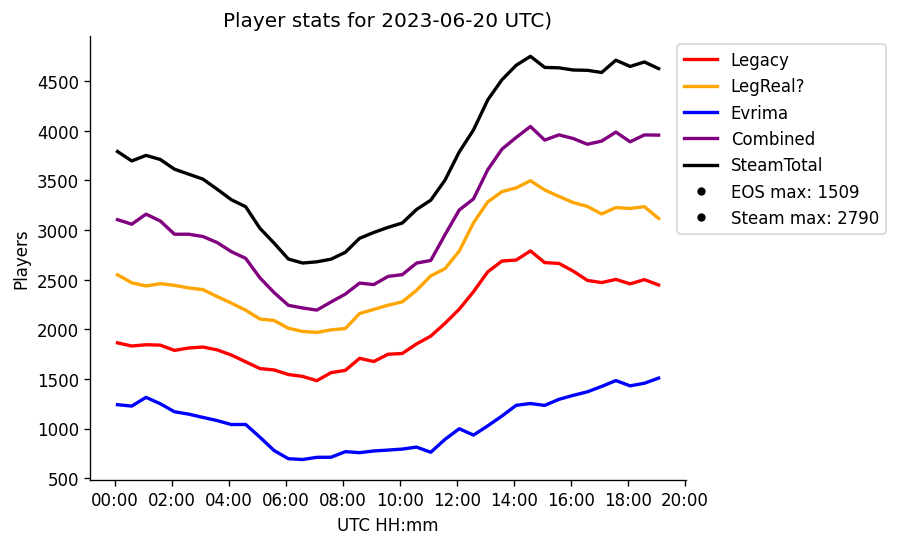 Player stats for 2023-06-20 UTC)
Legacy
LegReal?
Evrima
Combined
SteamTotal
EOS max: 1509
Steam max: 2790
Players
4500
4000
3500
3000
2500
2000
1500
1000
500
00:00 02:00 04:00 06:00 08:00 10:00 12:00 14:00 16:00 18:00 20:00
UTC HH:mm